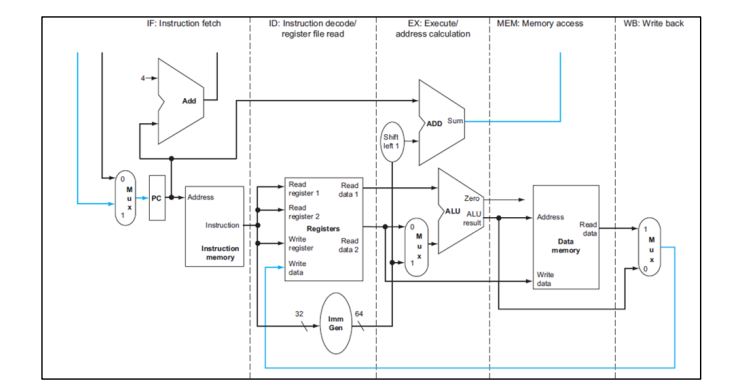 IF: Instruction fetch
ID: Instruction decode/
register file read
EX: Execute/
address calculation
MEM: Memory access
WB: Write back
4
Add
ADD Sum
Shift
left 1
0
M
u
x
1
PC
Address
Instruction
Instruction
memory
Read
register 1
Read
register 2
Write
register
Write
data
Registers
Read
data 1
Read
data 2
0
M
u
x
1
Zero
ALU
ALU
result
Address
Write
data
Data
memory
Read
data
1
M
u
x
0
32
Imm
Gen
64